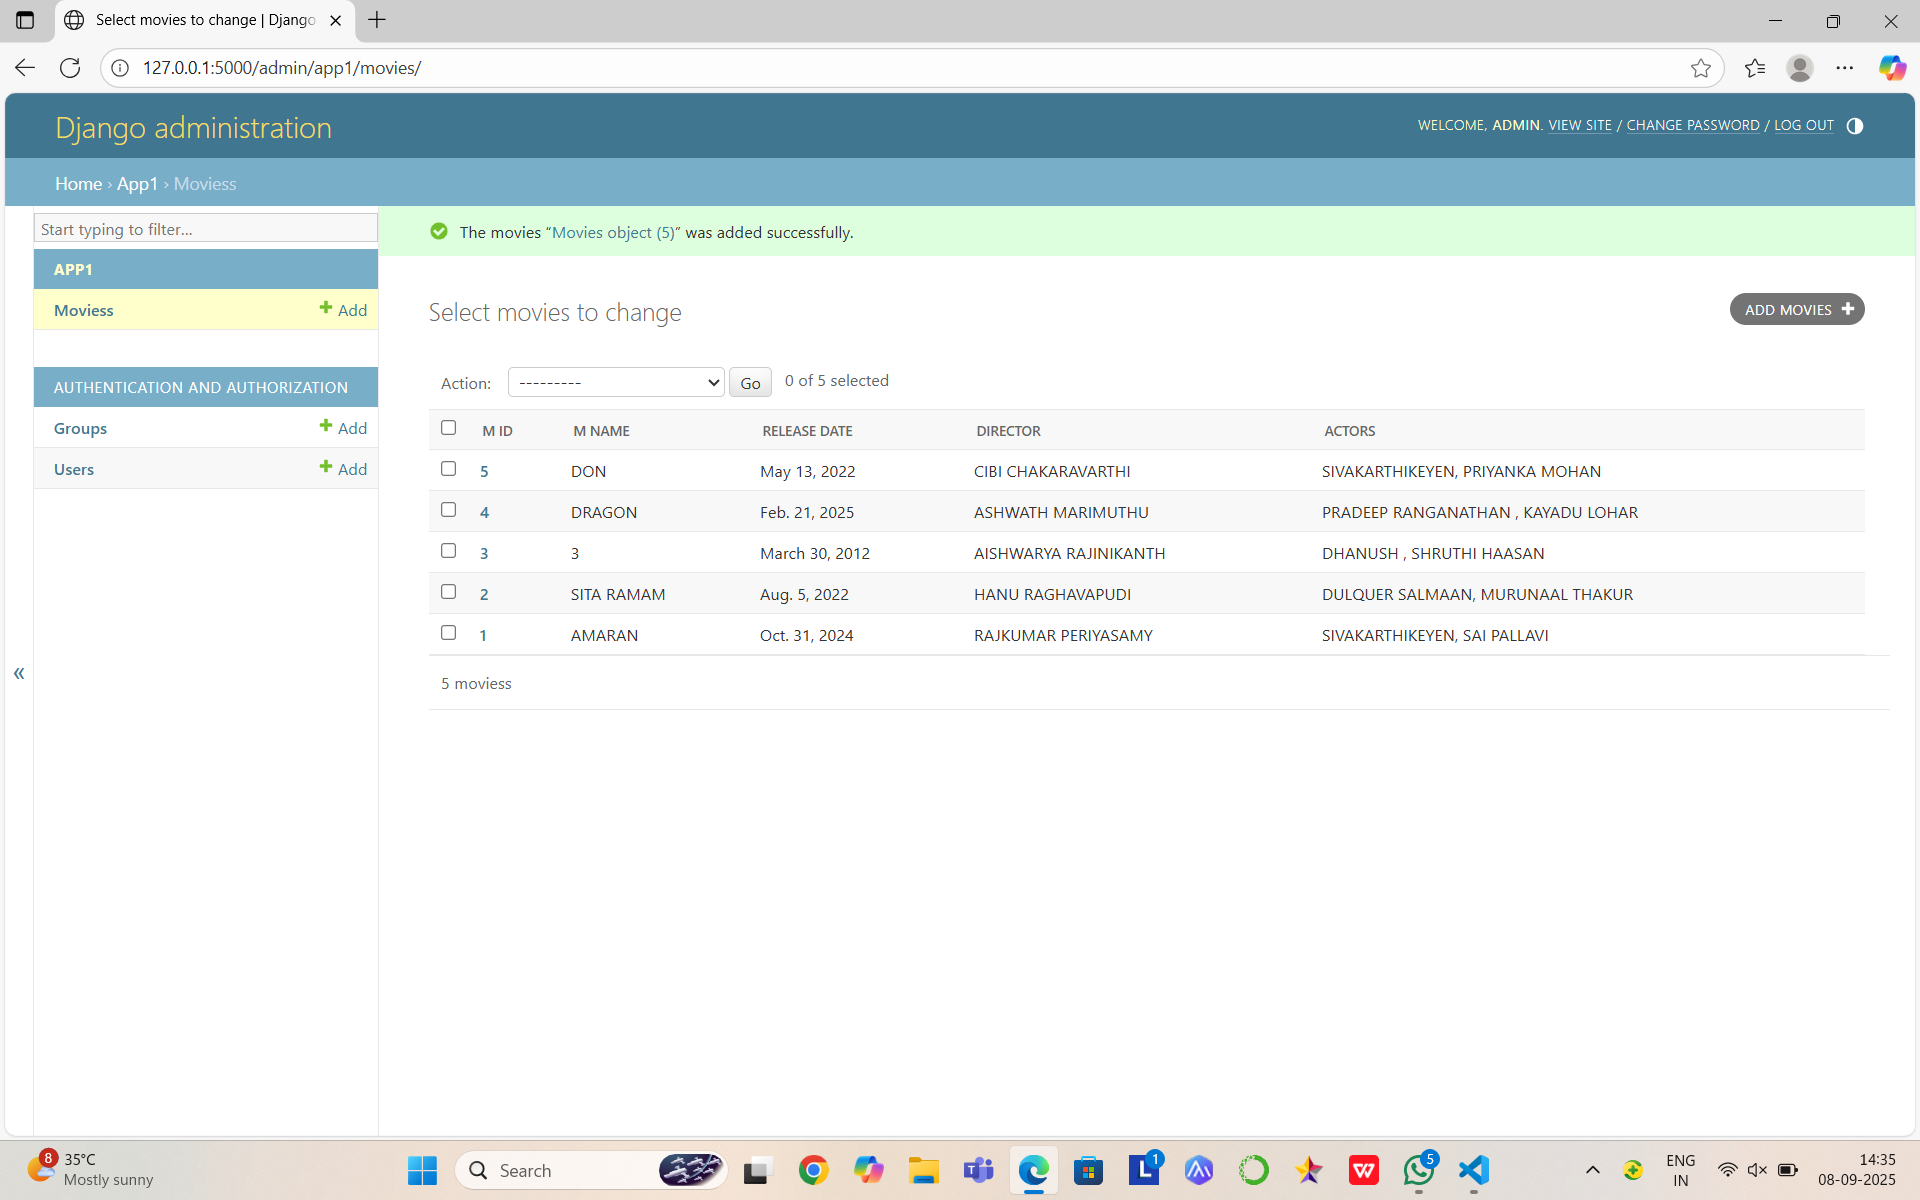 Select movies to change | Django
127.0.0.1:5000/admin/app1/movies/
Django administration
WELCOME, ADMIN. VIEW SITE / CHANGE PASSWORD / LOG OUT
Home › App1 › Moviess
Start typing to filter...
APP1
Moviess Add
AUTHENTICATION AND AUTHORIZATION
Groups Add
Users Add
«
The movies “Movies object (5)” was added successfully.
Select movies to change
ADD MOVIES
Action: --------- Go 0 of 5 selected
M ID M NAME RELEASE DATE DIRECTOR ACTORS
5 DON May 13, 2022 CIBI CHAKARAVARTHI SIVAKARTHIKEYEN, PRIYANKA MOHAN
4 DRAGON Feb. 21, 2025 ASHWATH MARIMUTHU PRADEEP RANGANATHAN , KAYADU LOHAR
3 3 March 30, 2012 AISHWARYA RAJINIKANTH DHANUSH , SHRUTHI HAASAN
2 SITA RAMAM Aug. 5, 2022 HANU RAGHAVAPUDI DULQUER SALMAAN, MURUNAAL THAKUR
1 AMARAN Oct. 31, 2024 RAJKUMAR PERIYASAMY SIVAKARTHIKEYEN, SAI PALLAVI
5 moviess
8
35°C
Mostly sunny
Search
T
L
1
W
5
ENG
IN
14:35
08-09-2025